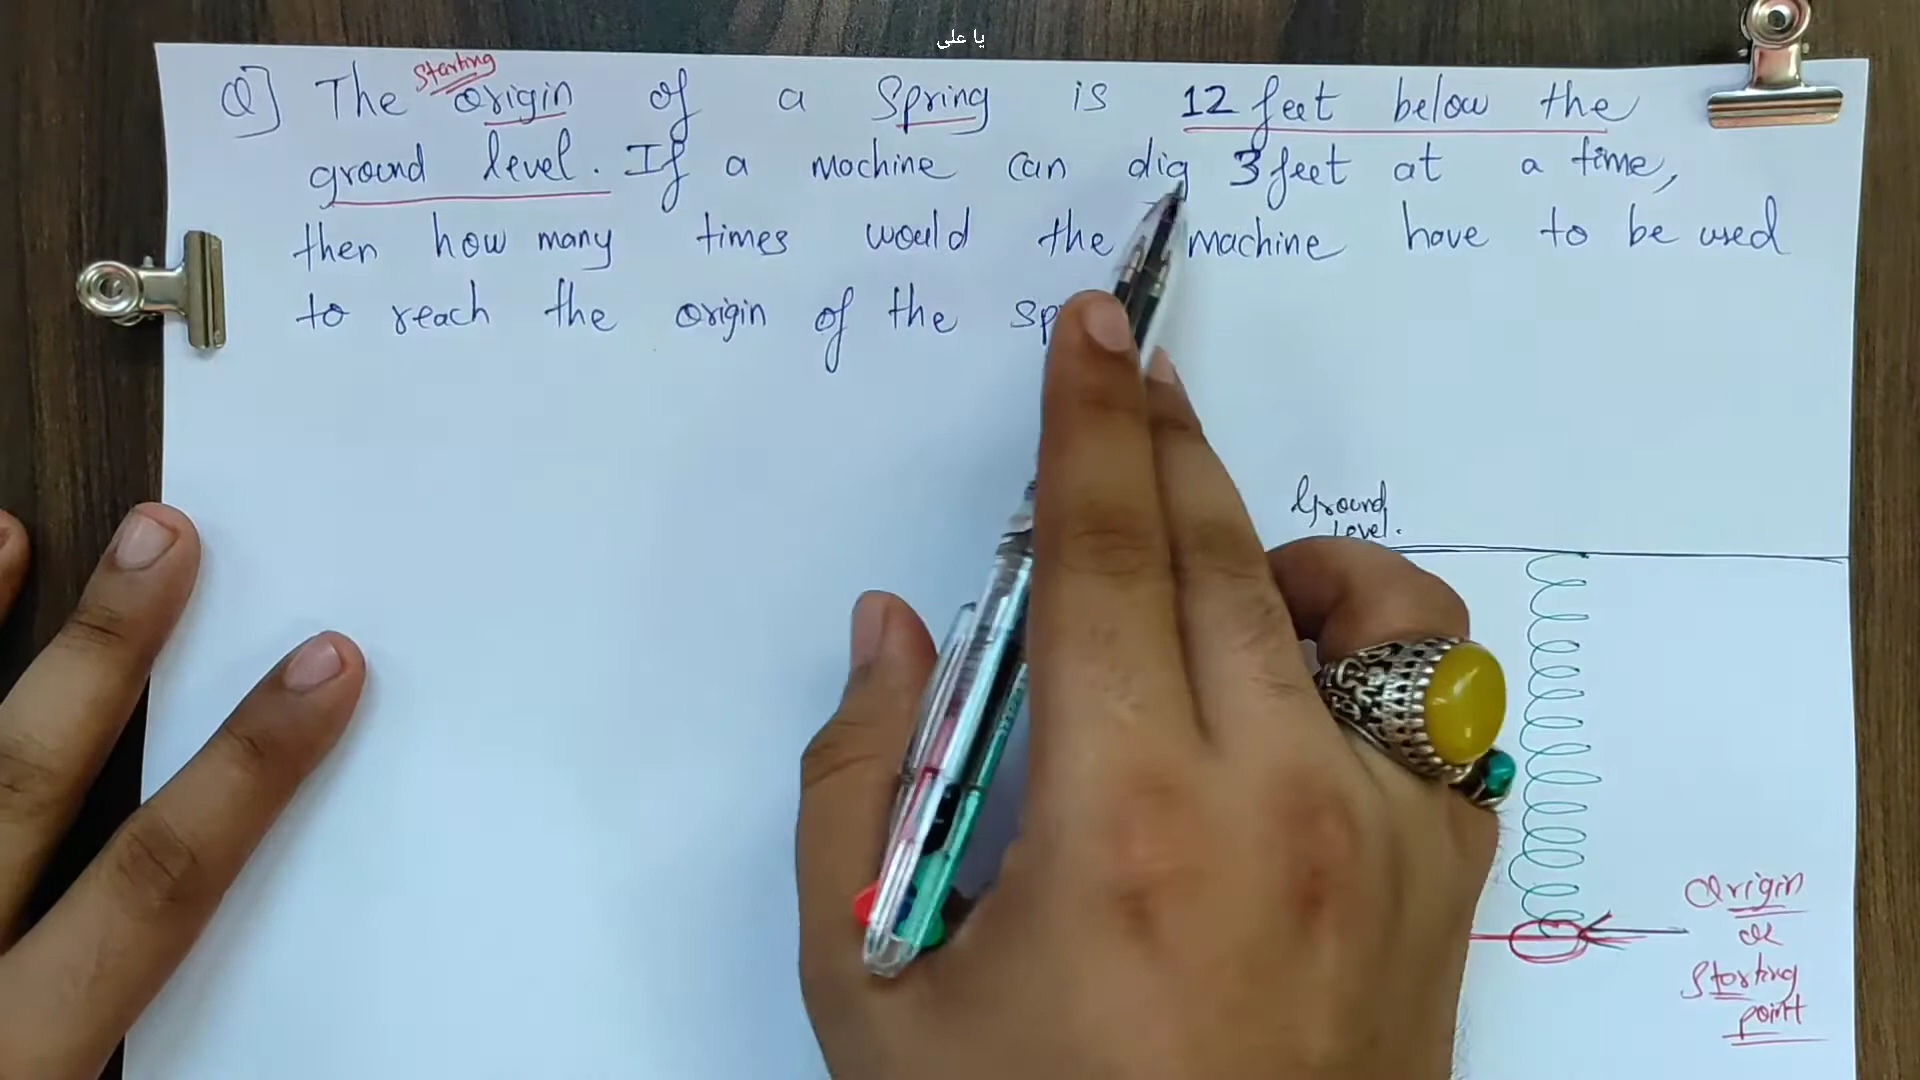 یا علی
Starting
Q] The origin of a Spring is 12 feet below the
ground level. If a machine can dig 3 feet at a time,
then how many times would the machine have to be used
to reach the origin of the sp
Ground
level.
Origin
or
Starting
point